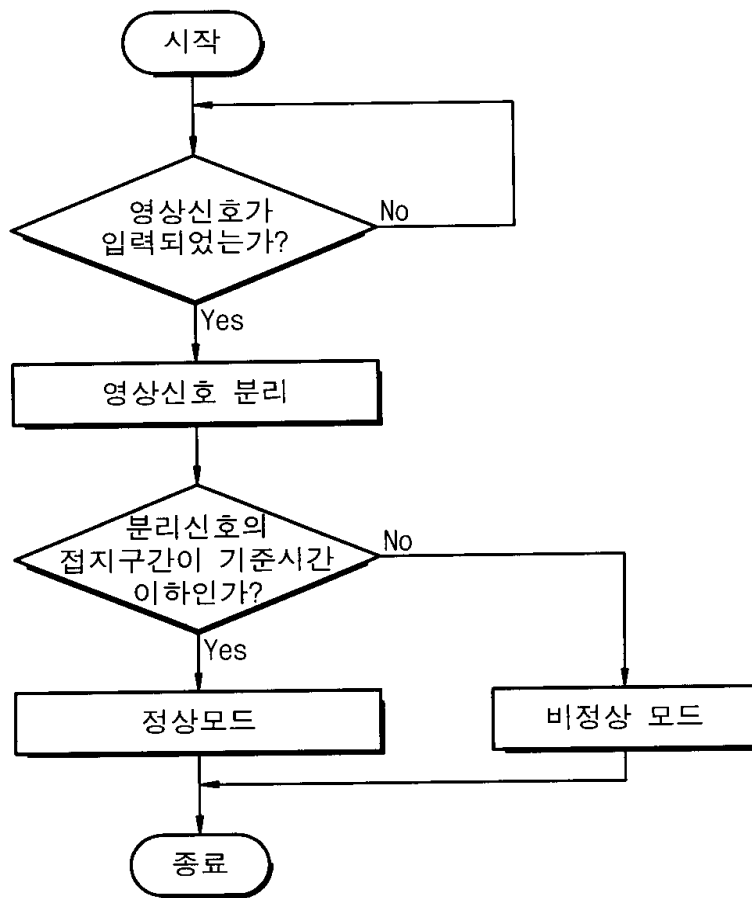 시작
영상신호가
입력되었는가?
No
Yes
영상신호 분리
분리신호의
접지구간이 기준시간
이하인가?
No
Yes
정상모드
비정상 모드
종료